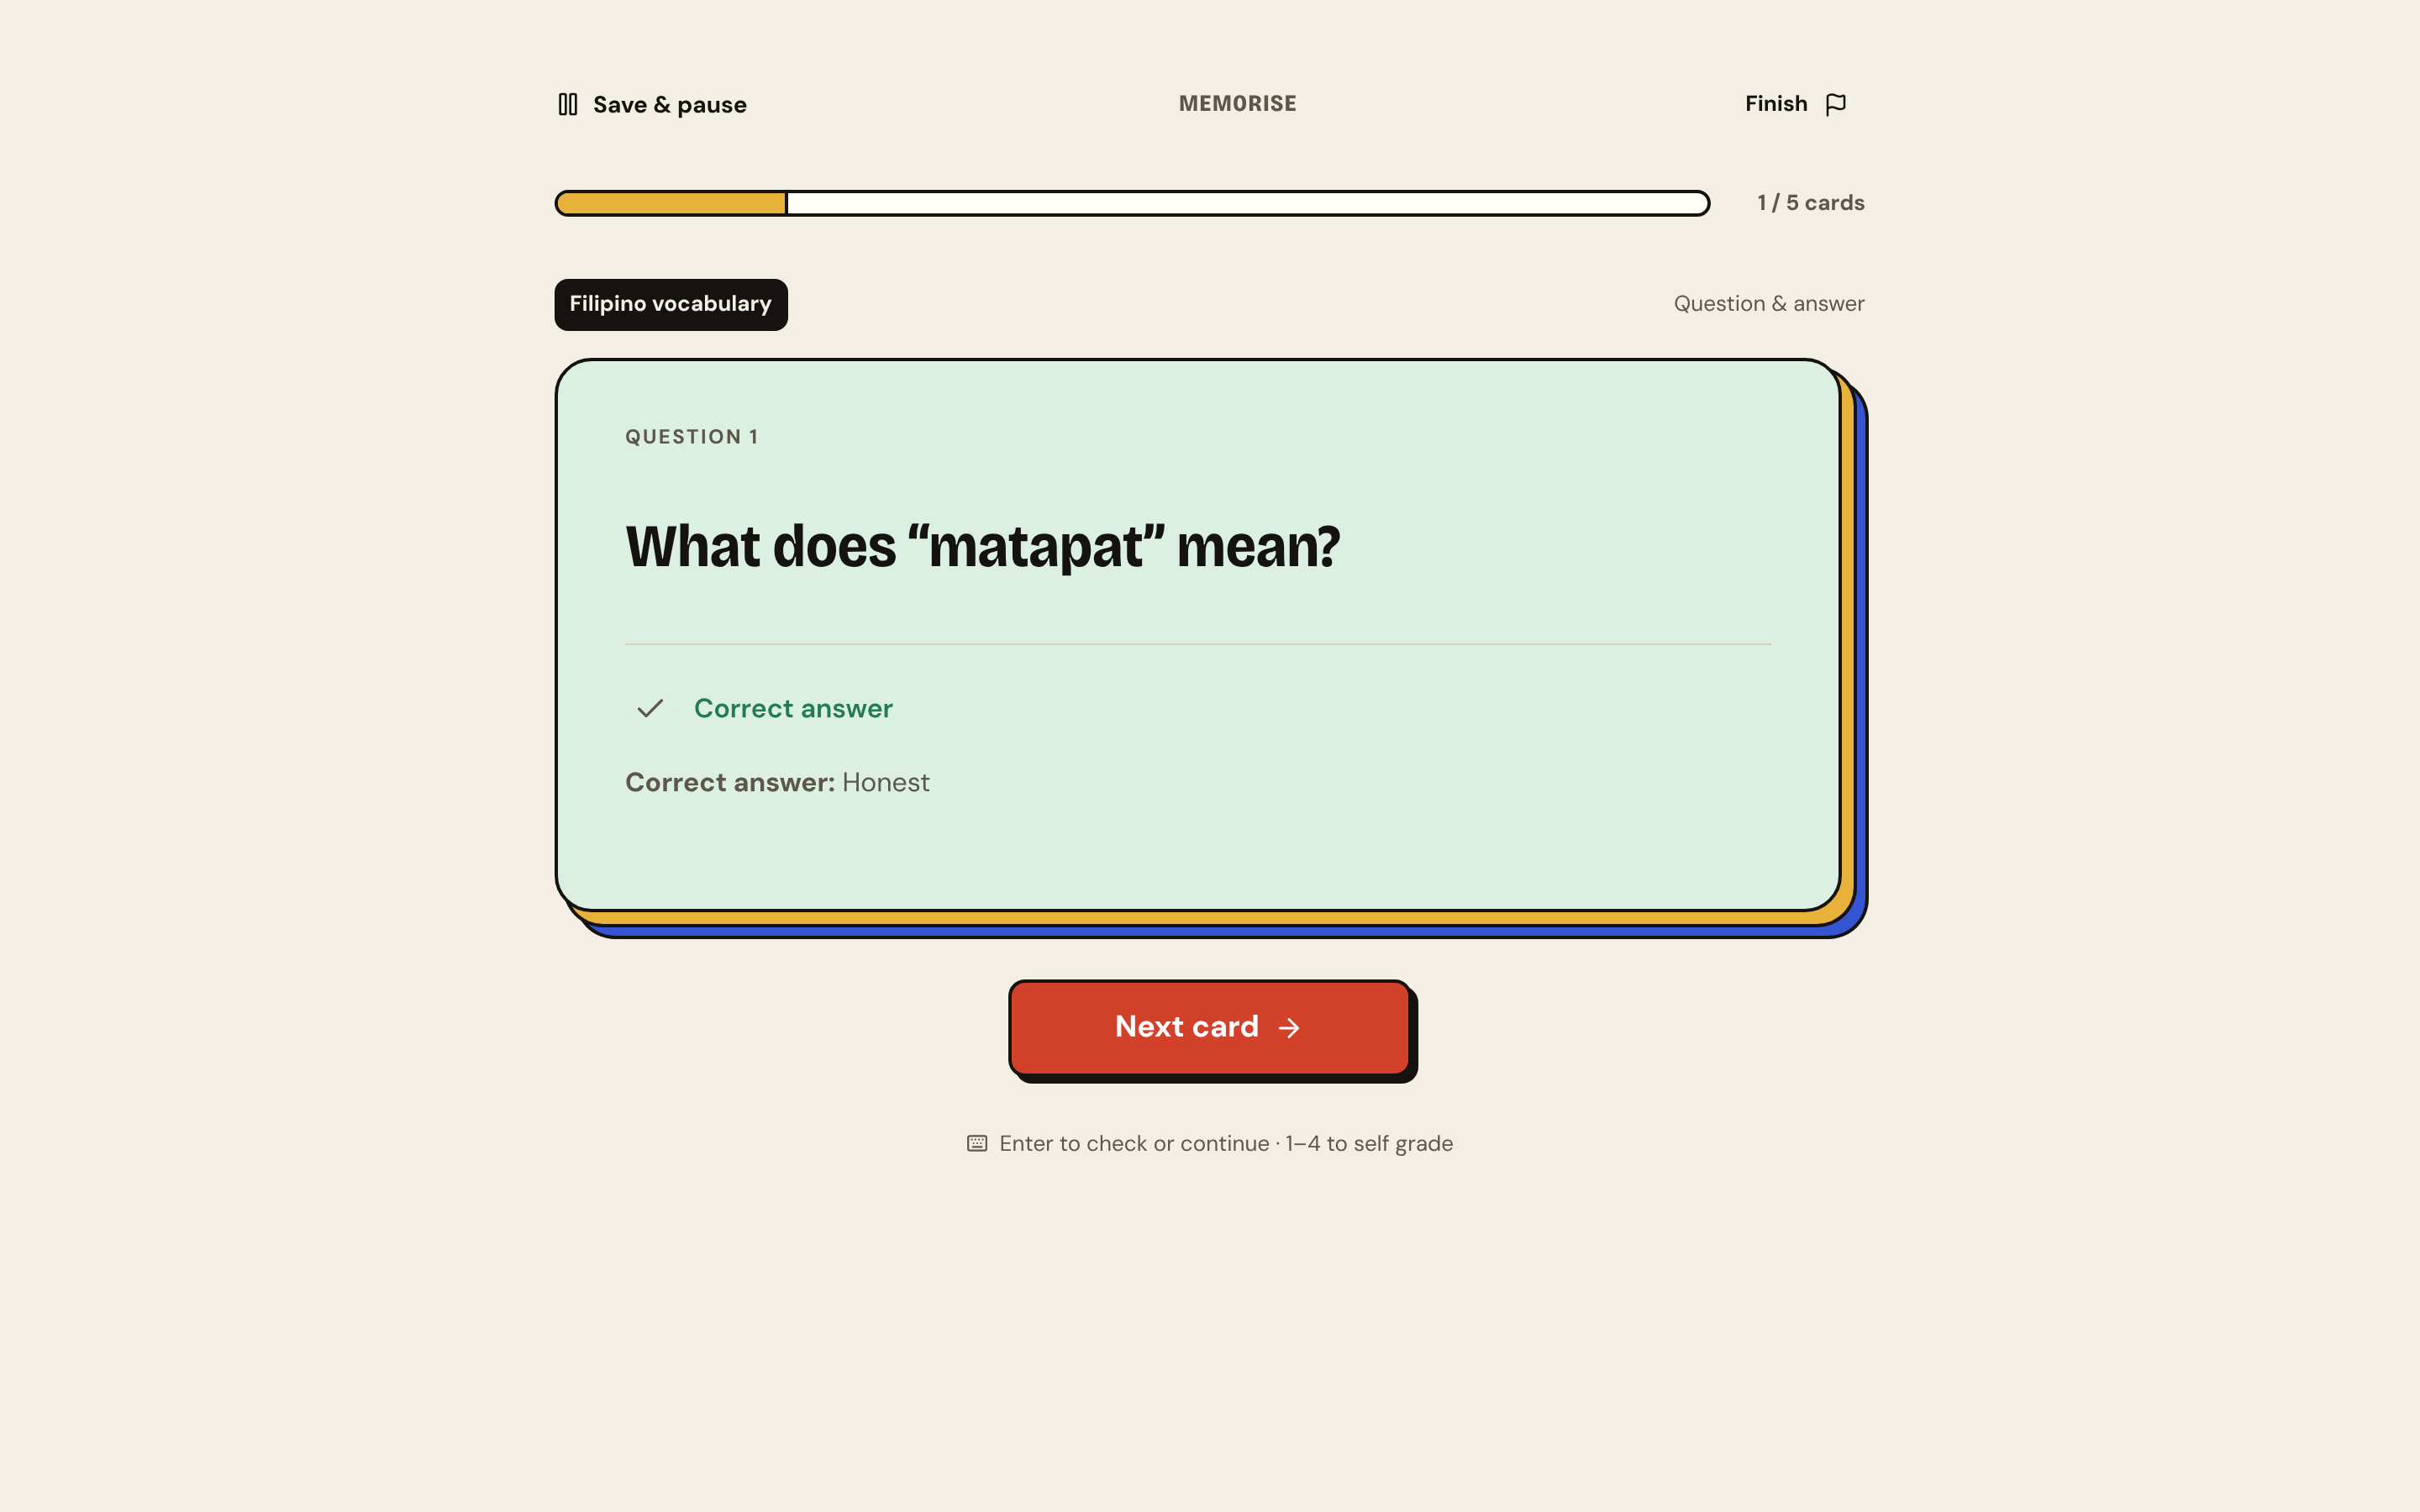 Save & pause
MEMORISE
Finish
1 / 5 cards
Filipino vocabulary
Question & answer
QUESTION 1
What does “matapat” mean?
Correct answer
Correct answer: Honest
Next card →
Enter to check or continue · 1–4 to self grade